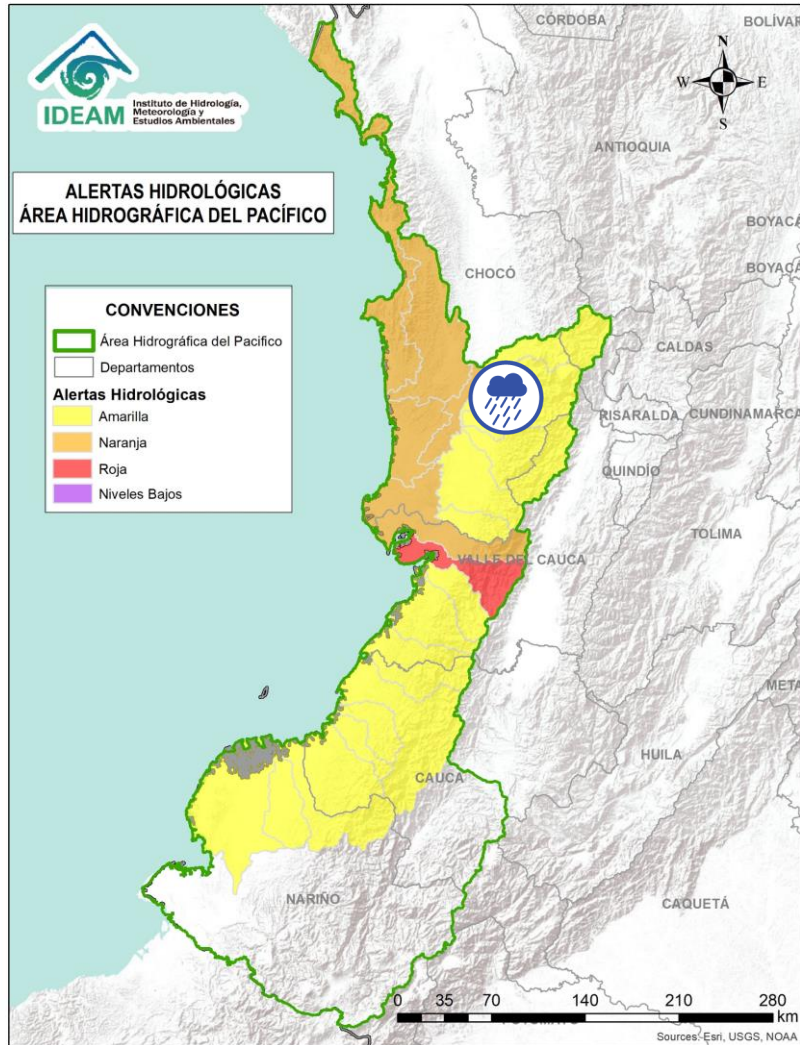 IDEAM
Instituto de Hidrología,
Meteorología y
Estudios Ambientales
ALERTAS HIDROLÓGICAS
ÁREA HIDROGRÁFICA DEL PACÍFICO
CONVENCIONES
Área Hidrográfica del Pacifico
Departamentos
Alertas Hidrológicas
Amarilla
Naranja
Roja
Niveles Bajos
N
W E
S
CÓRDOBA
BOLÍVAR
ANTIOQUIA
BOYACÁ
BOYACÁ
CHOCÓ
CALDAS
RISARALDA
CUNDINAMARCA
QUINDÍO
TOLIMA
VALLE DEL CAUCA
META
HUILA
CAUCA
NARIÑO
CAQUETÁ
0 35 70 140 210 280
km
Sources: Esri, USGS, NOAA